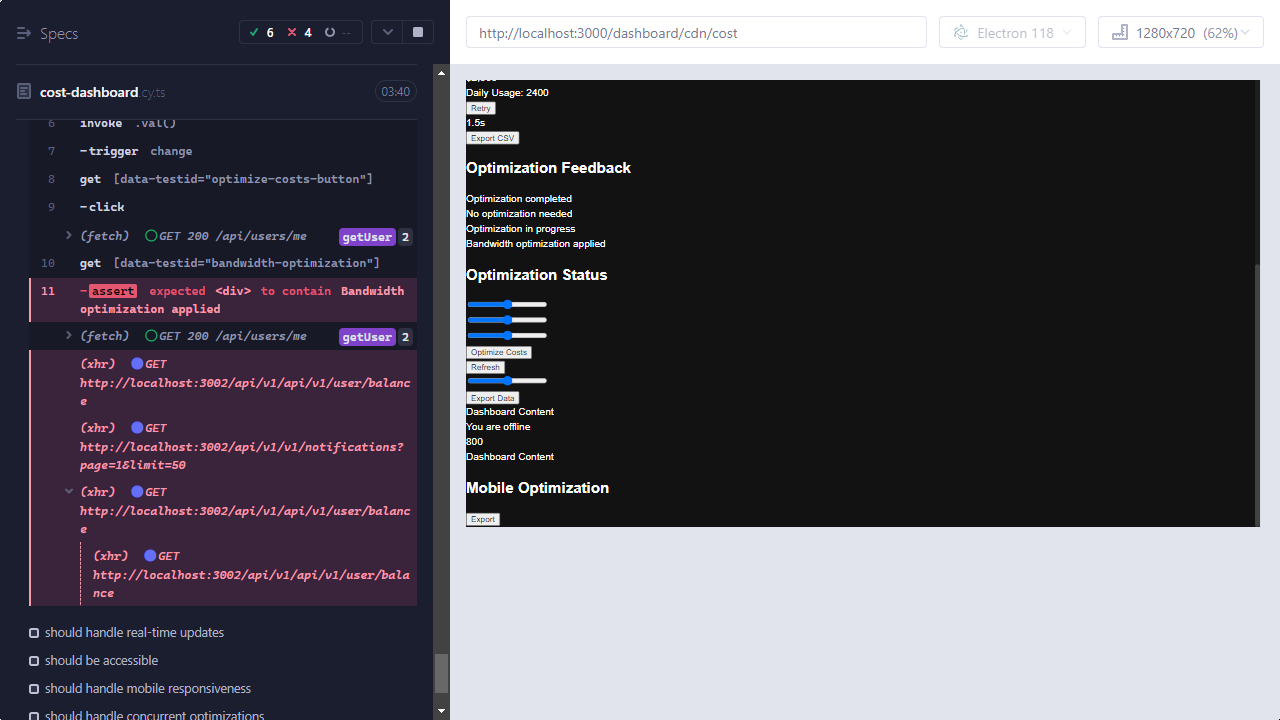 Specs
6
4
--
cost-dashboard.cy.ts
03:40
6 invoke .val()
7 -trigger change
8 get [data-testid="optimize-costs-button"]
9 -click
(fetch) GET 200 /api/users/me getUser 2
10 get [data-testid="bandwidth-optimization"]
11 -assert expected <div> to contain Bandwidth
optimization applied
(fetch) GET 200 /api/users/me getUser 2
(xhr) GET
http://localhost:3002/api/v1/api/v1/user/balanc
e
(xhr) GET
http://localhost:3002/api/v1/v1/notifications?
page=1&limit=50
(xhr) GET
http://localhost:3002/api/v1/api/v1/user/balanc
e
(xhr) GET
http://localhost:3002/api/v1/api/v1/user/bala
nce
should handle real-time updates
should be accessible
should handle mobile responsiveness
should handle concurrent optimizations
http://localhost:3000/dashboard/cdn/cost
Electron 118
1280x720 (62%)
Daily Usage: 2400
Retry
1.5s
Export CSV
Optimization Feedback
Optimization completed
No optimization needed
Optimization in progress
Bandwidth optimization applied
Optimization Status
Optimize Costs
Refresh
Export Data
Dashboard Content
You are offline
800
Dashboard Content
Mobile Optimization
Export